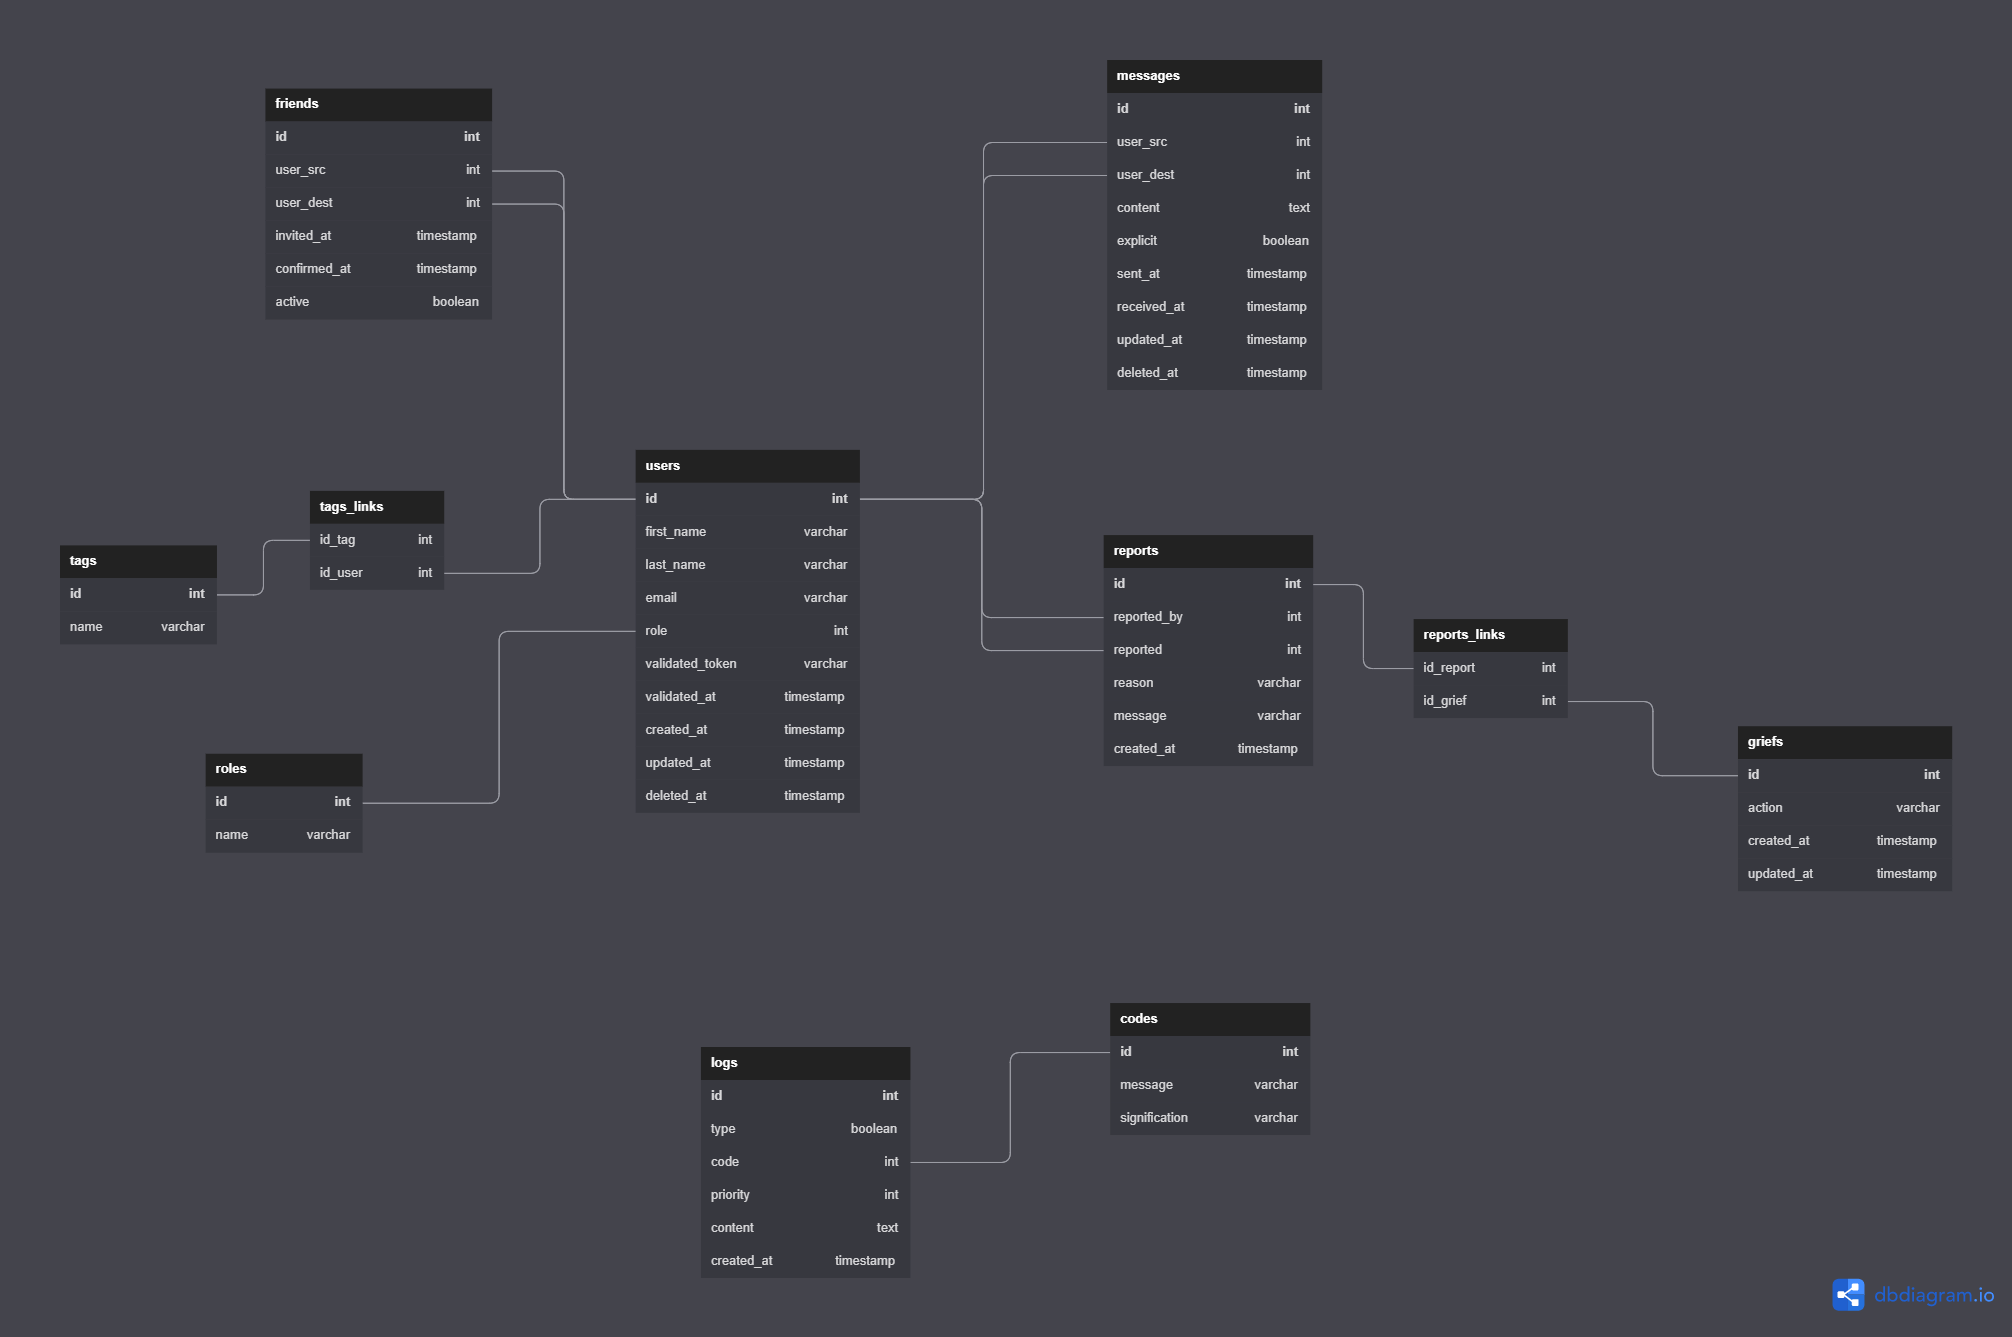 friends
id int
user_src int
user_dest int
invited_at timestamp
confirmed_at timestamp
active boolean
messages
id int
user_src int
user_dest int
content text
explicit boolean
sent_at timestamp
received_at timestamp
updated_at timestamp
deleted_at timestamp
users
id int
first_name varchar
last_name varchar
email varchar
role int
validated_token varchar
validated_at timestamp
created_at timestamp
updated_at timestamp
deleted_at timestamp
tags_links
id_tag int
id_user int
tags
id int
name varchar
roles
id int
name varchar
reports
id int
reported_by int
reported int
reason varchar
message varchar
created_at timestamp
reports_links
id_report int
id_grief int
griefs
id int
action varchar
created_at timestamp
updated_at timestamp
codes
id int
message varchar
signification varchar
logs
id int
type boolean
code int
priority int
content text
created_at timestamp
dbdiagram.io